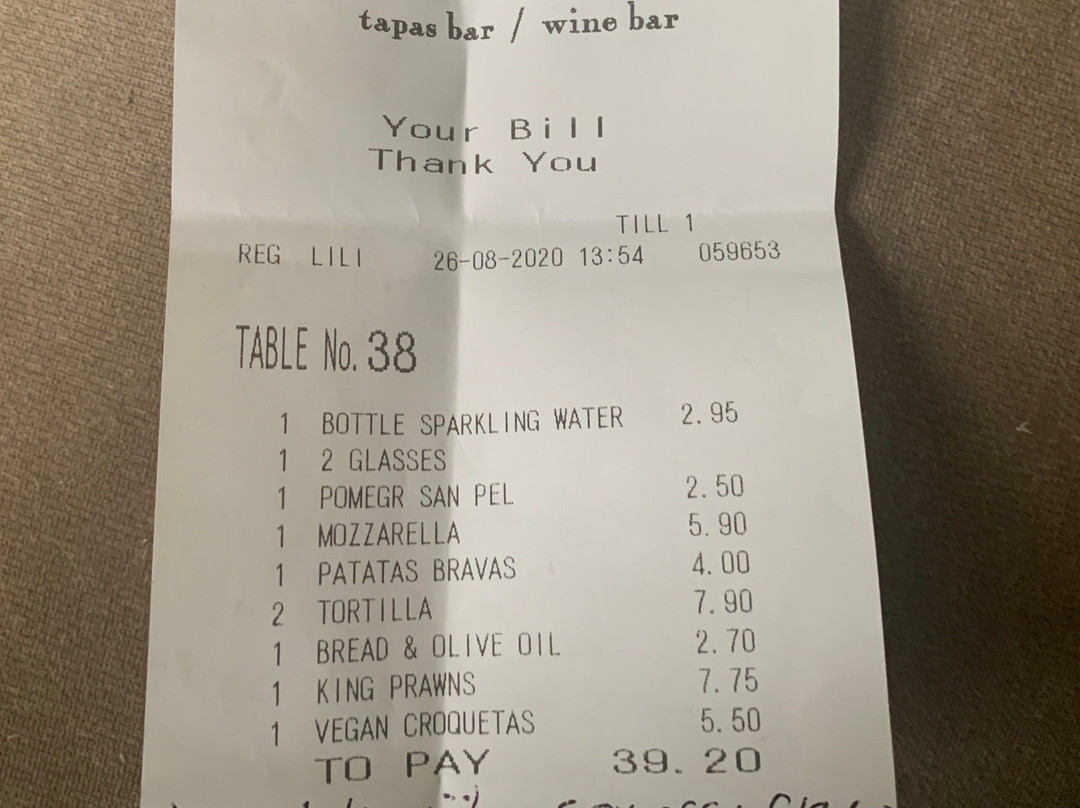 tapas bar / wine bar
Your Bill
Thank You
TILL 1
REG LILI 26-08-2020 13:54 059653
TABLE No. 38
1 BOTTLE SPARKLING WATER 2.95
1 2 GLASSES
1 POMEGR SAN PEL 2.50
1 MOZZARELLA 5.90
1 PATATAS BRAVAS 4.00
2 TORTILLA 7.90
1 BREAD & OLIVE OIL 2.70
1 KING PRAWNS 7.75
1 VEGAN CROQUETAS 5.50
TO PAY 39.20